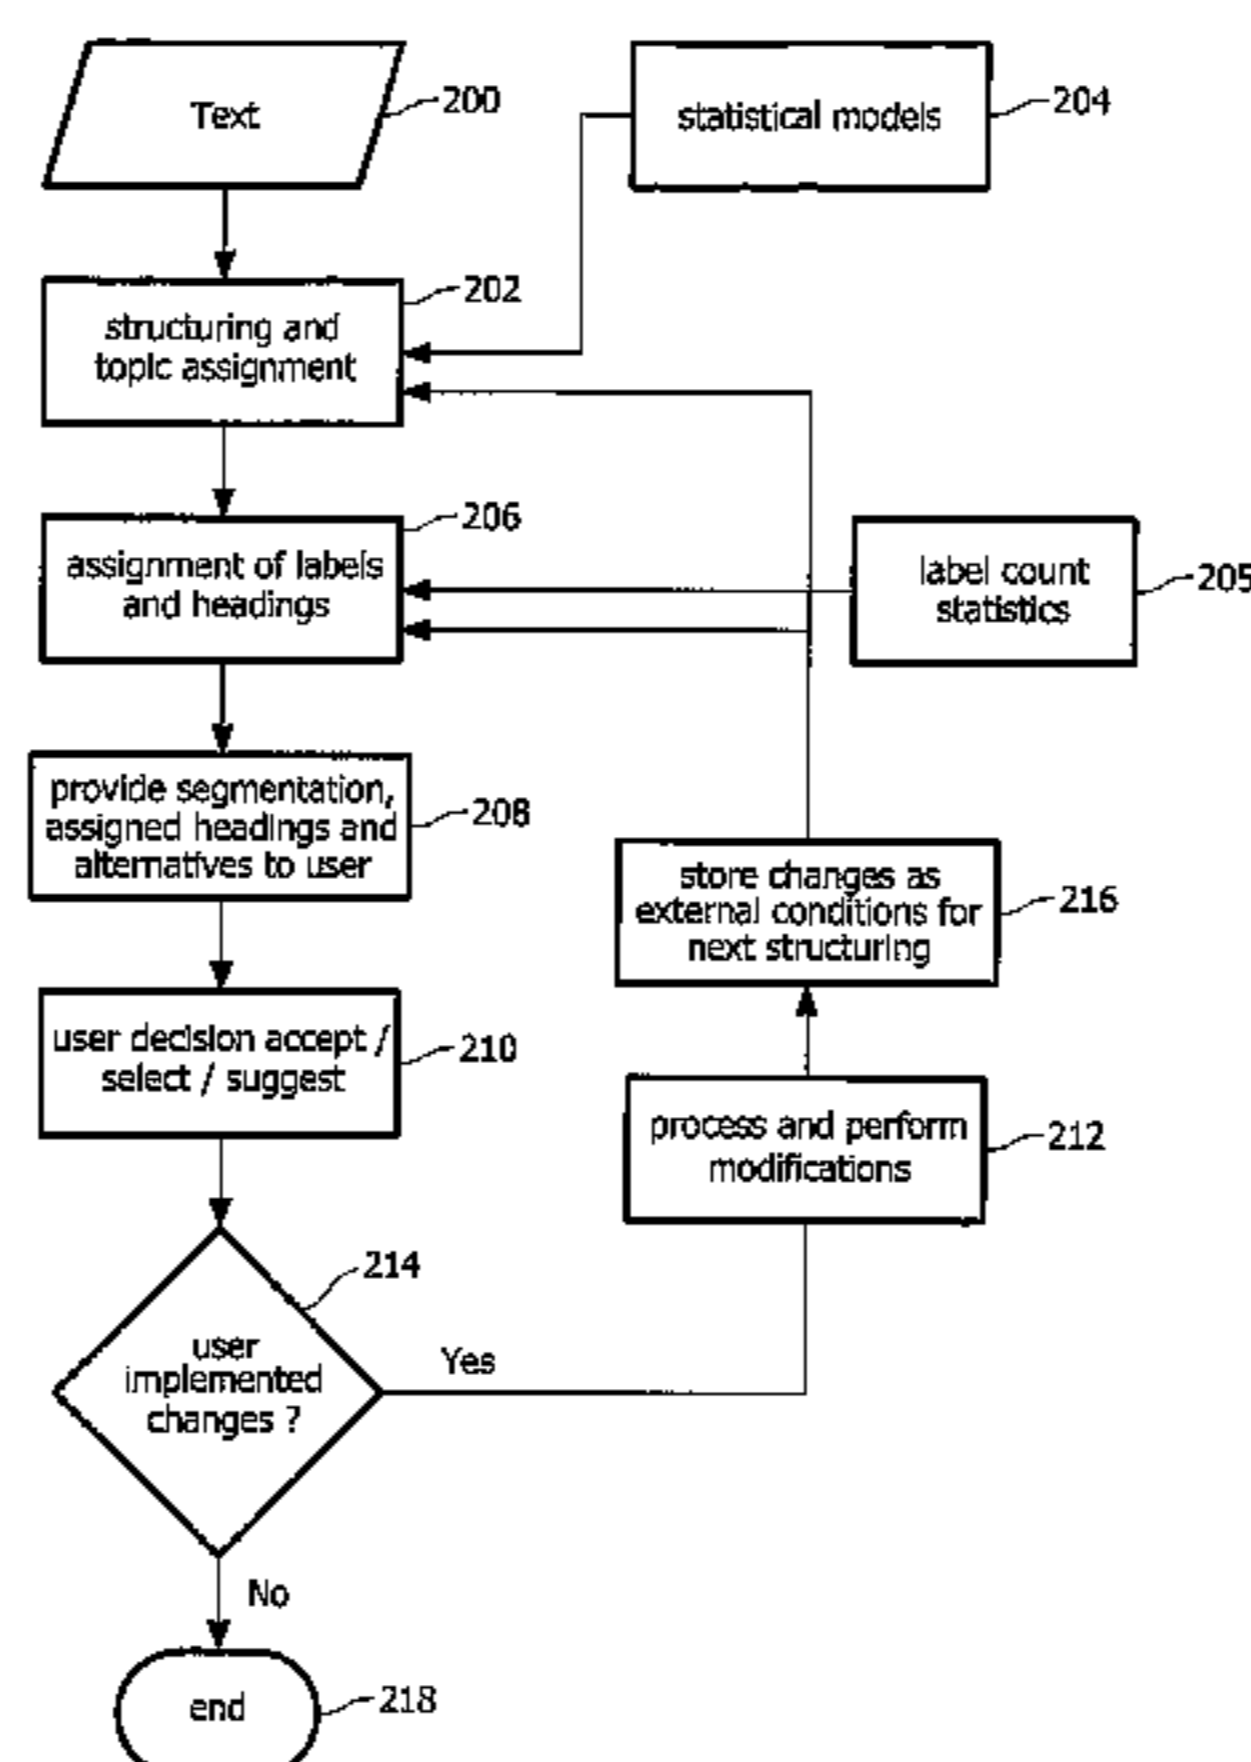 Text
200
statistical models
204
202
structuring and
topic assignment
206
assignment of labels
and headings
label count
statistics
205
provide segmentation,
assigned headings and
alternatives to user
208
store changes as
external conditions for
next structuring
216
user decision accept /
select / suggest
210
process and perform
modifications
212
214
user
implemented
changes ?
Yes
No
end
218